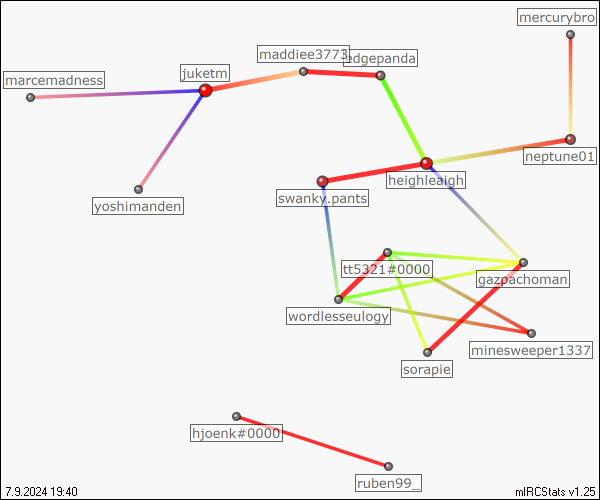 mercurybro
maddiee3773
edgepanda
juketm
marcemadness
neptune01
heighleaigh
swanky.pants
yoshimanden
tt5321#0000
gazpachoman
wordlesseulogy
minesweeper1337
sorapie
hjoenk#0000
ruben99_
7.9.2024 19:40
mIRCStats v1.25